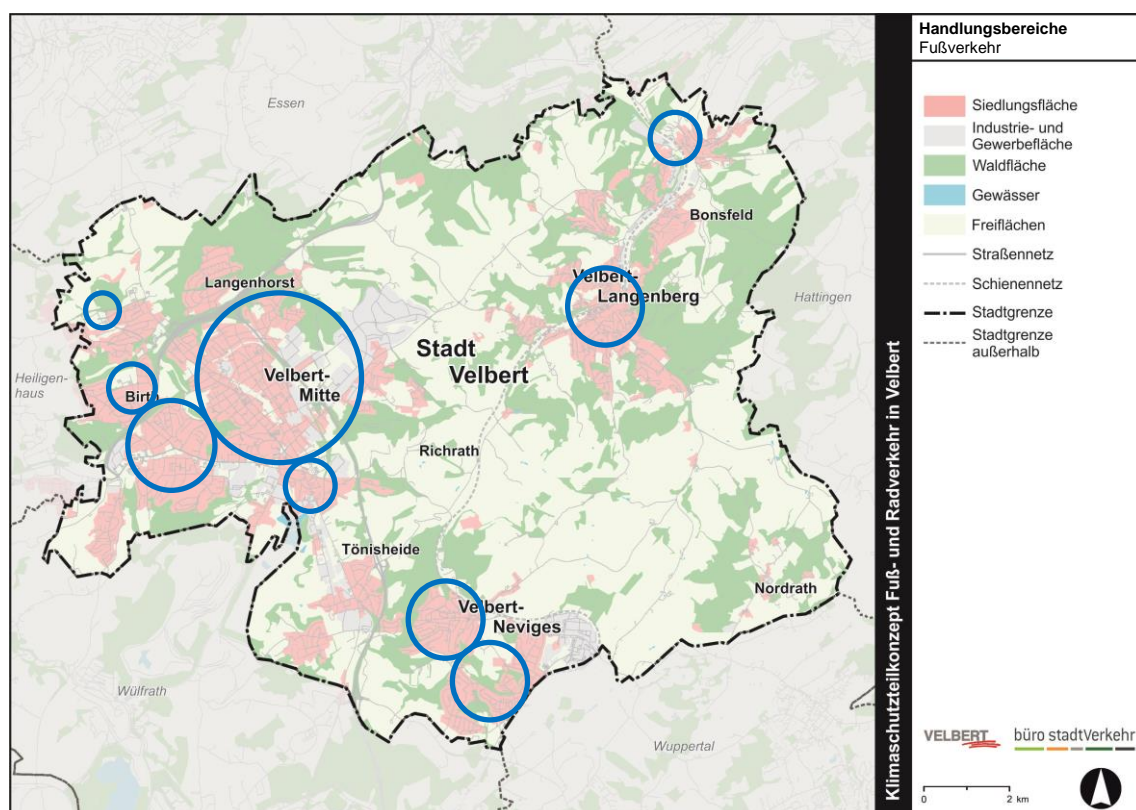 Handlungsbereiche
Fußverkehr
Siedlungsfläche
Industrie- und
Gewerbefläche
Waldfläche
Gewässer
Freiflächen
Straßennetz
Schienennetz
Stadtgrenze
Stadtgrenze
außerhalb
Essen
Bonsfeld
Langenhorst
Velbert-
Langenberg
Hattingen
Stadt
Velbert
Heiligen-
haus
Birth
Velbert-
Mitte
Richrath
Tönisheide
Nordrath
Velbert-
Neviges
Wülfrath
Wuppertal
Klimaschutzteilkonzept Fuß- und Radverkehr in Velbert
VELBERT
büro stadtVerkehr
0 2
km